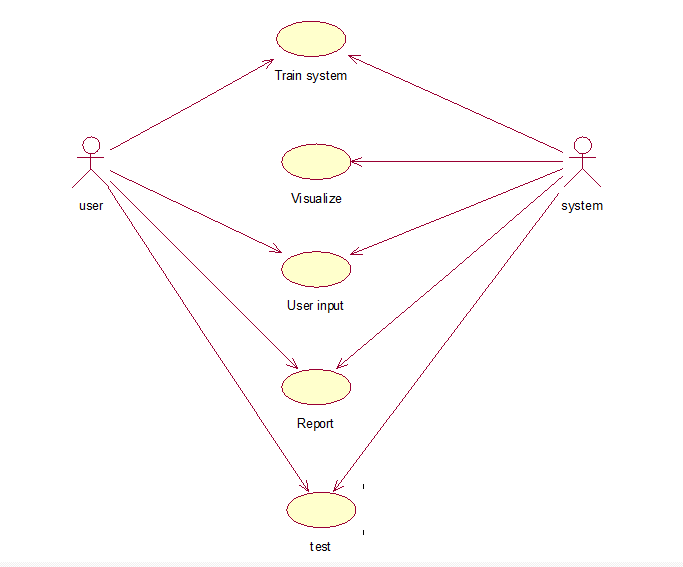 Train system
Visualize
user
system
User input
Report
test